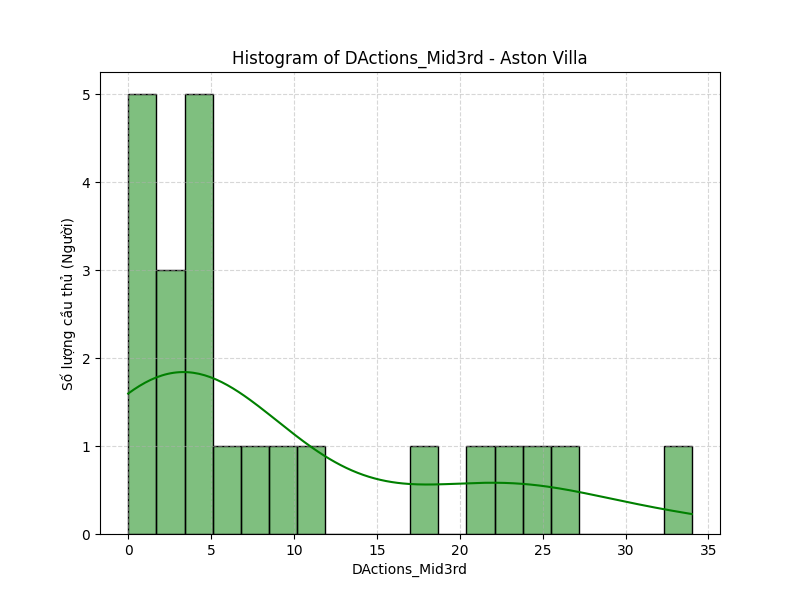 Histogram of DActions_Mid3rd - Aston Villa
Số lượng cầu thủ (Người)
5
4
3
2
1
0
0 5 10 15 20 25 30 35
DActions_Mid3rd